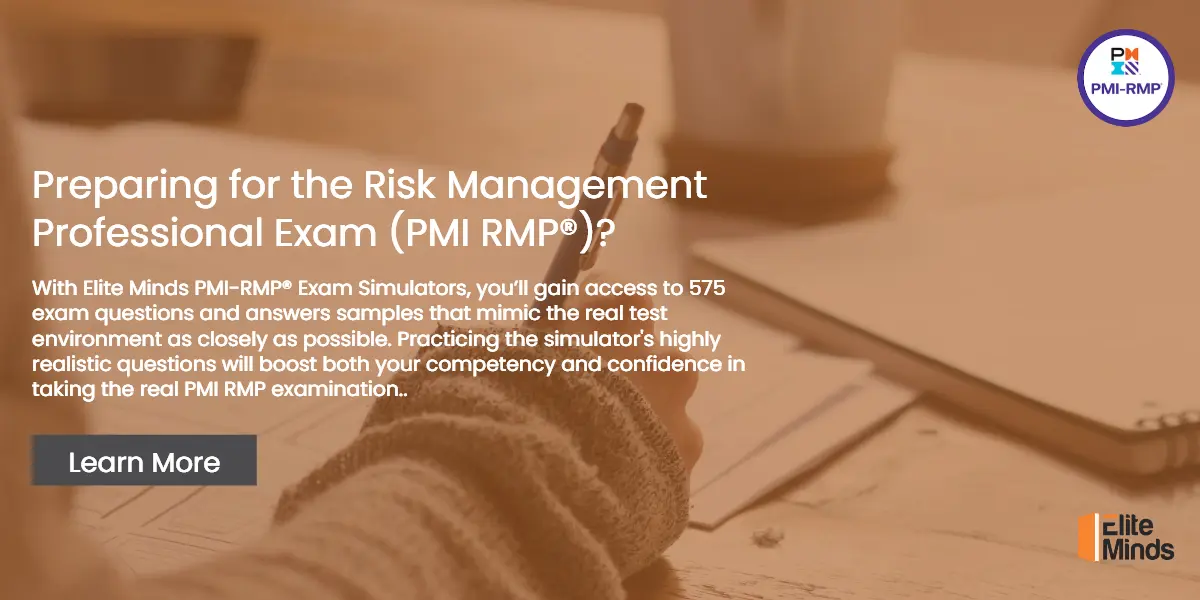 PMI-RMP®
Preparing for the Risk Management
Professional Exam (PMI RMP®)?
With Elite Minds PMI-RMP® Exam Simulators, you’ll gain access to 575
exam questions and answers samples that mimic the real test
environment as closely as possible. Practicing the simulator's highly
realistic questions will boost both your competency and confidence in
taking the real PMI RMP examination..
Learn More
Elite
Minds